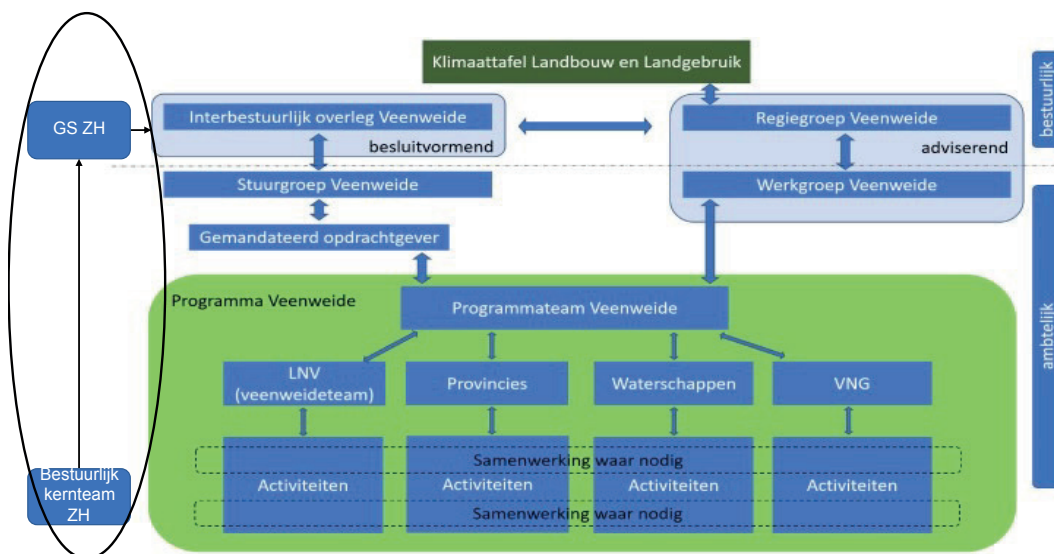 Klimaattafel Landbouw en Landgebruik
bestuurlijk
GS ZH
Interbestuurlijk overleg Veenweide
besluitvormend
Regiegroep Veenweide
adviserend
Stuurgroep Veenweide
Werkgroep Veenweide
Gemandateerd opdrachtgever
ambtelijk
Programma Veenweide
Programmateam Veenweide
LNV
(veenweideteam)
Provincies
Waterschappen
VNG
Samenwerking waar nodig
Activiteiten
Activiteiten
Activiteiten
Activiteiten
Samenwerking waar nodig
Bestuurlijk
kernteam
ZH